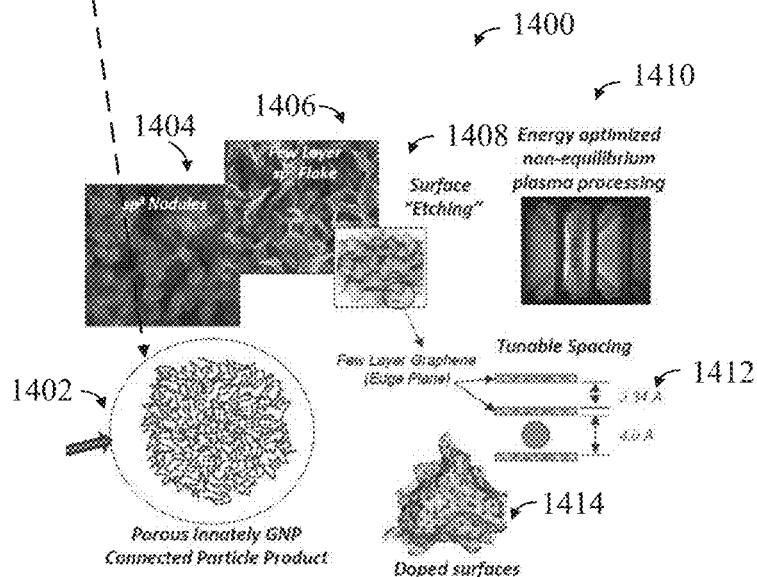 1400
1410
1406
1404
1408
Energy optimized
non-equilibrium
plasma processing
Few Layer
Flake
Surface
"Etching"
Nodules
Tunable Spacing
Few Layer Graphene
(Edge Plane)
1412
1402
4.0 A
1414
Porous Innately GNP
Connected Particle Product
Doped surfaces